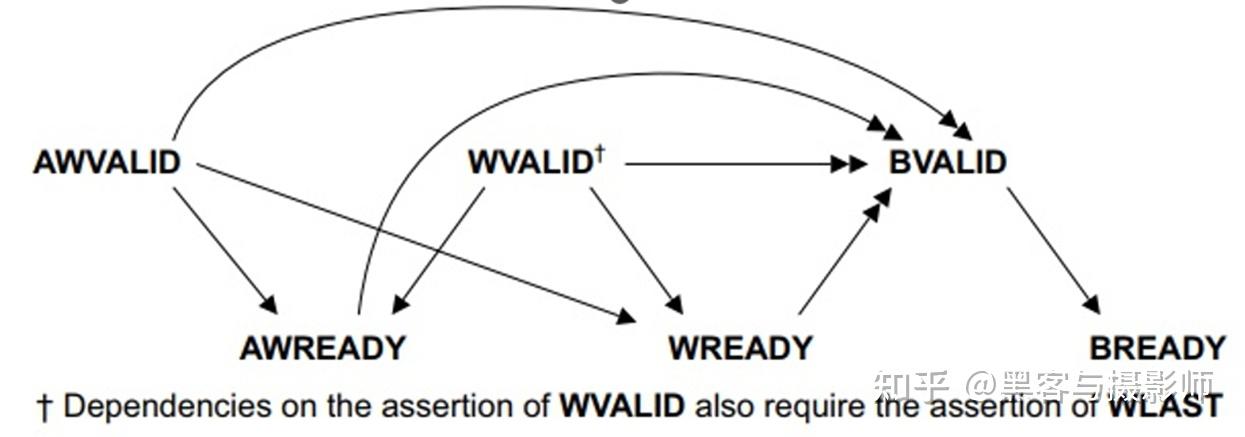 AWVALID WVALID† BVALID
AWREADY WREADY BREADY
† Dependencies on the assertion of WVALID also require the assertion of WLAST
知乎 @黑客与摄影师